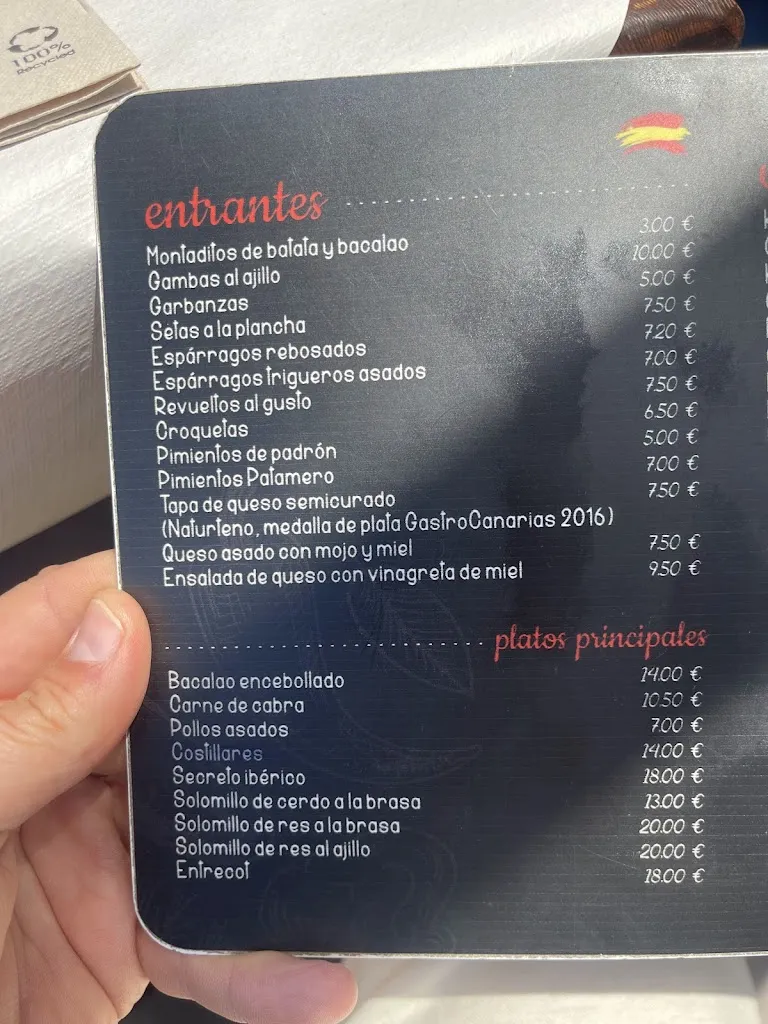 100%
Recycled
entrantes
Montaditos de batata y bacalao 3.00 €
Gambas al ajillo 10.00 €
Garbanzas 5.00 €
Setas a la plancha 7.50 €
Espárragos rebosados 7.20 €
Espárragos trigueros asados 7.00 €
Revueltos al gusto 7.50 €
Croquetas 6.50 €
Pimientos de padrón 5.00 €
Pimientos Patamero 7.00 €
Tapa de queso semicurado 7.50 €
(Naturteno, medalla de plata GastroCanarias 2016)
Queso asado con mojo y miel 7.50 €
Ensalada de queso con vinagreta de miel 9.50 €
platos principales
Bacalao encebollado 14.00 €
Carne de cabra 10.50 €
Pollos asados 7.00 €
Costillares 14.00 €
Secreto ibérico 18.00 €
Solomillo de cerdo a la brasa 13.00 €
Solomillo de res a la brasa 20.00 €
Solomillo de res al ajillo 20.00 €
Entrecot 18.00 €